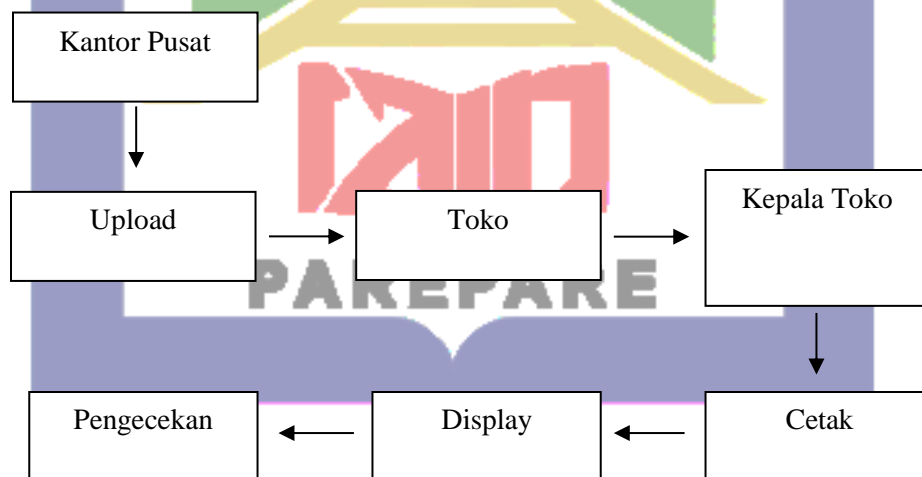 Kantor Pusat
Upload
Toko
Kepala Toko
PAREPARE
Pengecekan
Display
Cetak